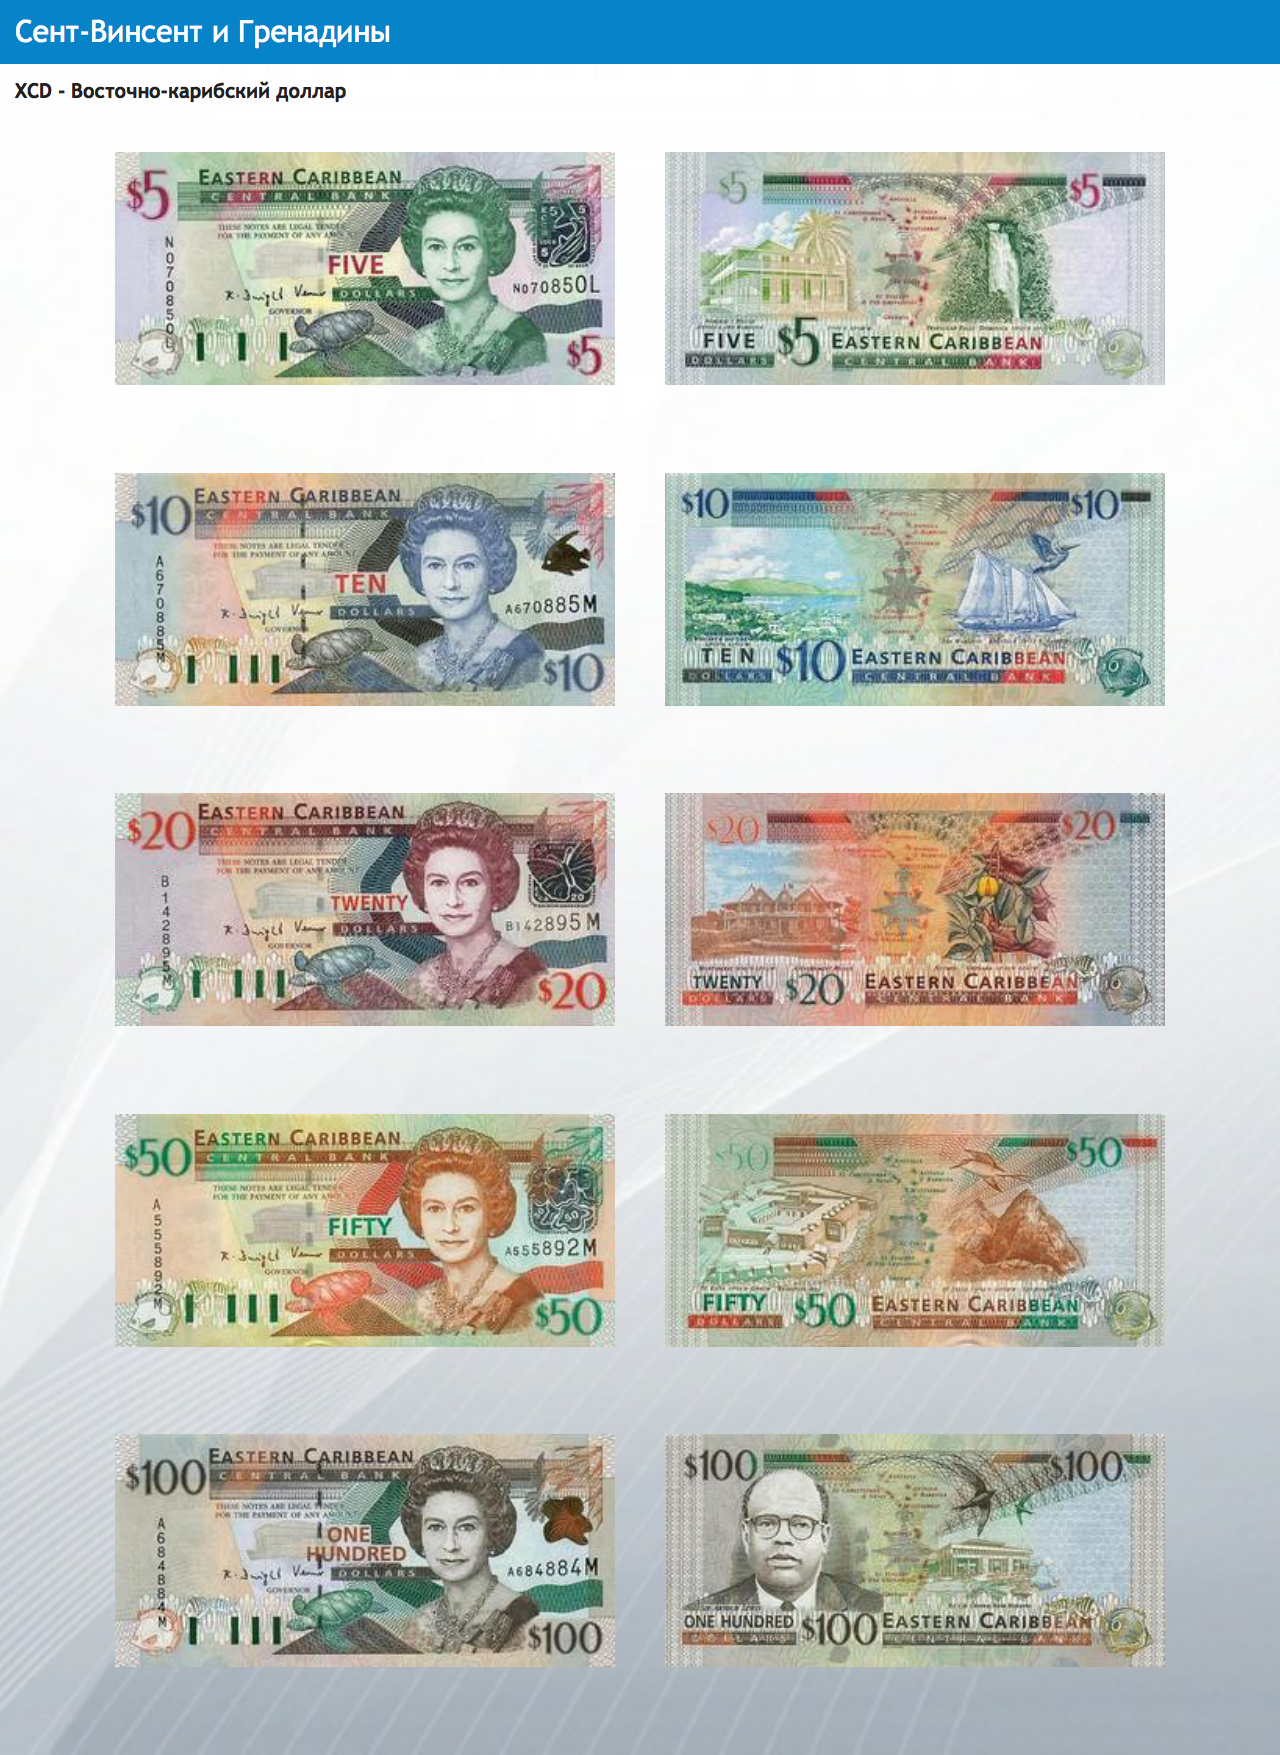 Сент-Винсент и Гренадины
XCD - Восточно-карибский доллар
$5
EASTERN CARIBBEAN
CENTRAL BANK
THESE NOTES ARE LEGAL TENDER
FOR THE PAYMENT OF ANY AMOUNT
N070850L
FIVE
DOLLARS
GOVERNOR
N070850L
$5
$5
$5
FIVE
DOLLARS
$5
EASTERN CARIBBEAN
CENTRAL BANK
$10
EASTERN CARIBBEAN
CENTRAL BANK
THESE NOTES ARE LEGAL TENDER
FOR THE PAYMENT OF ANY AMOUNT
A670885M
TEN
DOLLARS
GOVERNOR
A670885M
$10
$10
$10
TEN
DOLLARS
$10
EASTERN CARIBBEAN
CENTRAL BANK
$20
EASTERN CARIBBEAN
CENTRAL BANK
THESE NOTES ARE LEGAL TENDER
FOR THE PAYMENT OF ANY AMOUNT
B142895M
TWENTY
DOLLARS
GOVERNOR
B142895M
$20
$20
$20
TWENTY
DOLLARS
$20
EASTERN CARIBBEAN
CENTRAL BANK
$50
EASTERN CARIBBEAN
CENTRAL BANK
THESE NOTES ARE LEGAL TENDER
FOR THE PAYMENT OF ANY AMOUNT
A555892M
FIFTY
DOLLARS
GOVERNOR
A555892M
$50
$50
$50
FIFTY
DOLLARS
$50
EASTERN CARIBBEAN
CENTRAL BANK
$100
EASTERN CARIBBEAN
CENTRAL BANK
THESE NOTES ARE LEGAL TENDER
FOR THE PAYMENT OF ANY AMOUNT
A684884M
ONE
HUNDRED
DOLLARS
GOVERNOR
A684884M
$100
$100
$100
ONE HUNDRED
DOLLARS
$100
EASTERN CARIBBEAN
CENTRAL BANK